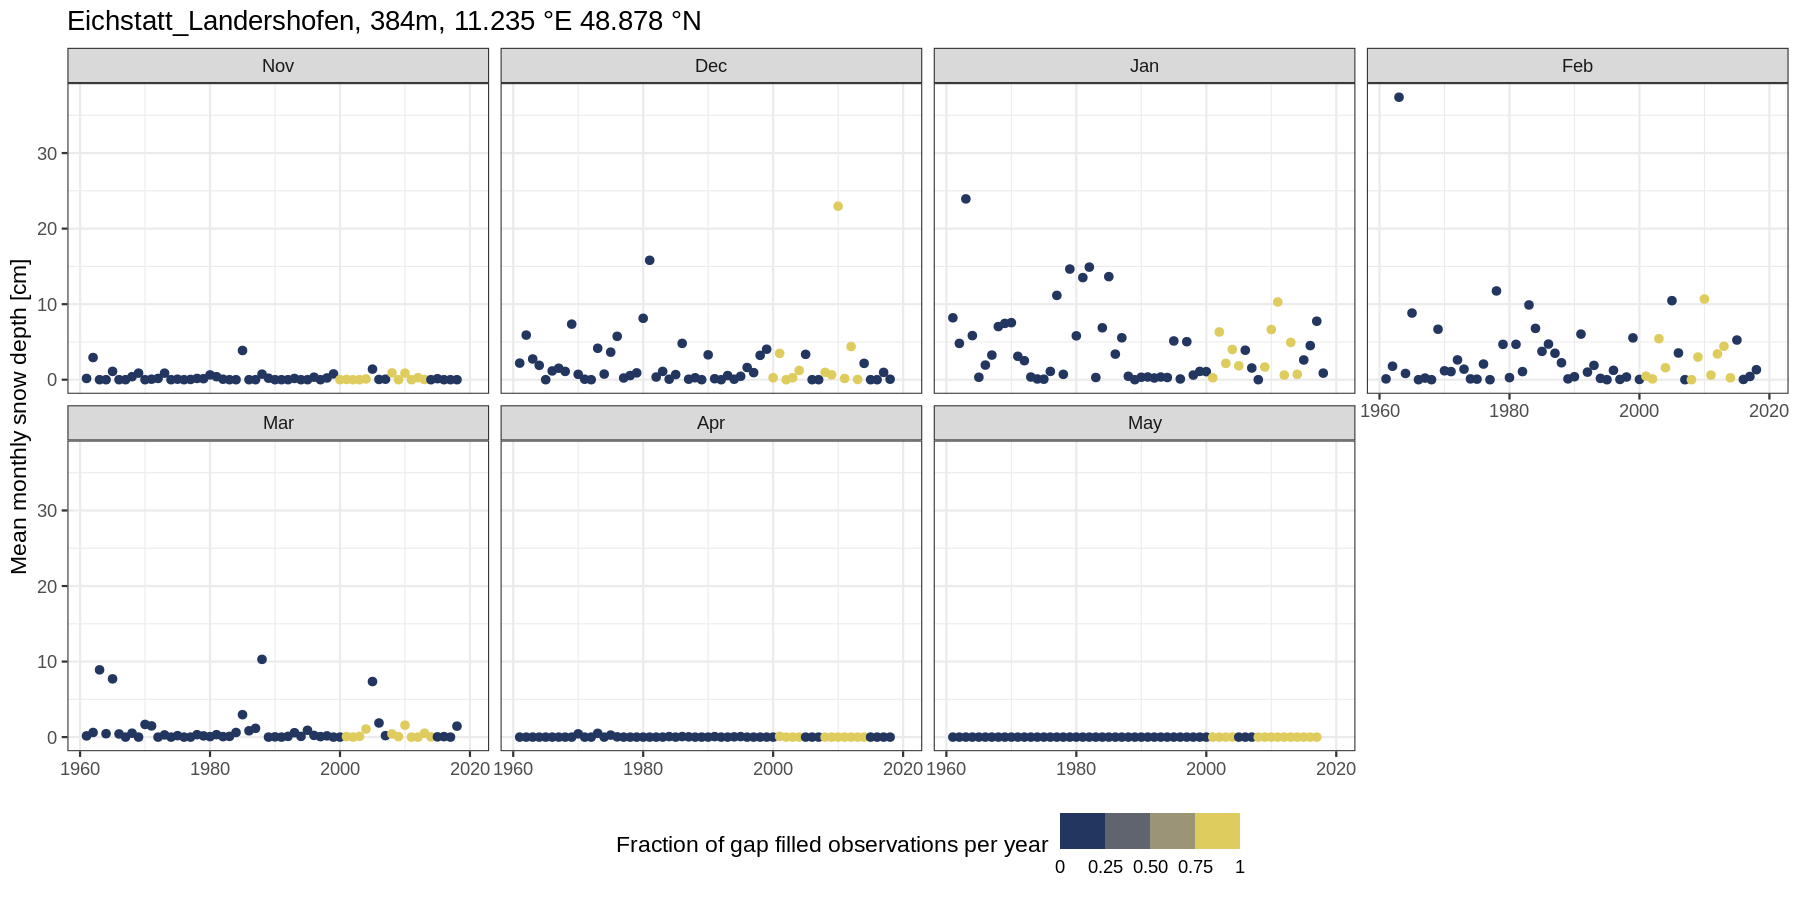 Eichstatt_Landershofen, 384m, 11.235 °E 48.878 °N
Nov
Dec
Jan
Feb
Mean monthly snow depth [cm]
30
20
10
0
1960
1980
2000
2020
Mar
Apr
May
30
20
10
0
1960
1980
2000
2020
1960
1980
2000
2020
1960
1980
2000
2020
Fraction of gap filled observations per year
0
0.25
0.50
0.75
1